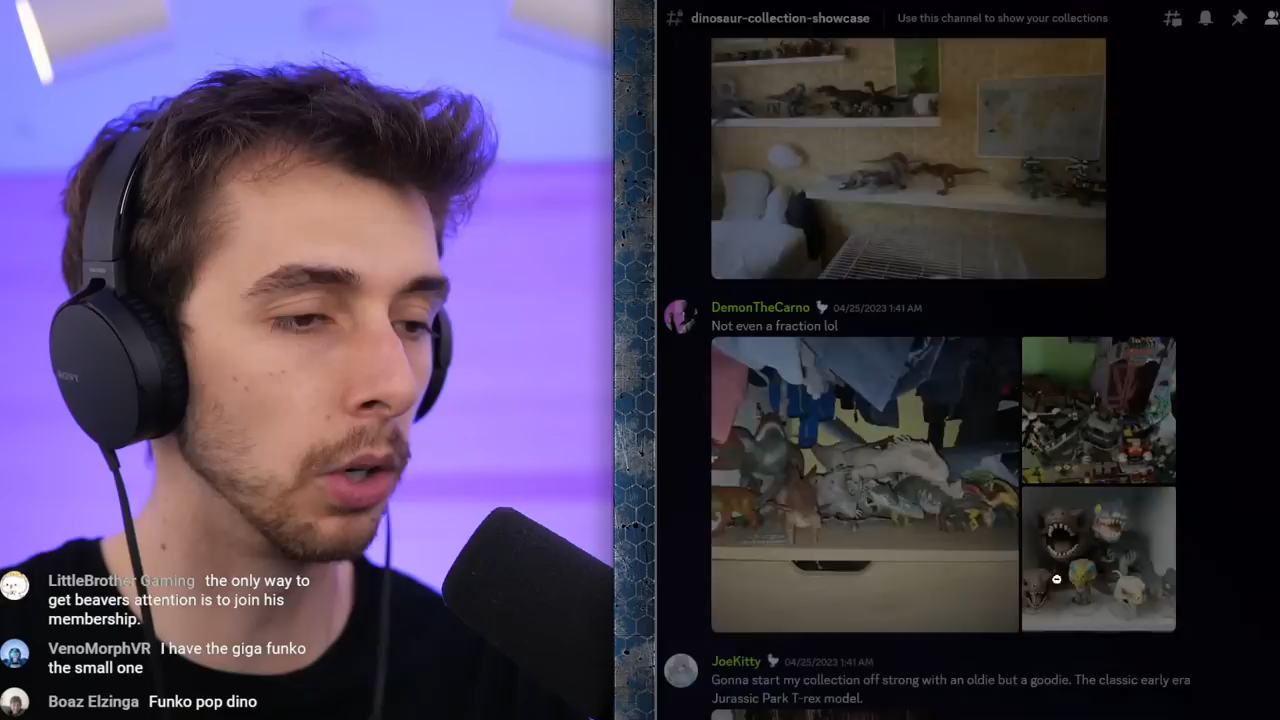 dinosaur-collection-showcase
Use this channel to show your collections
DemonTheCarno 04/25/2023 1:41 AM
Not even a fraction lol
JoeKitty 04/25/2023 1:41 AM
Gonna start my collection off strong with an oldie but a goodie. The classic early era
Jurassic Park T-rex model.
SONY
LittleBrother Gaming the only way to
get beavers attention is to join his
membership.
VenoMorphVR I have the giga funko
the small one
Boaz Elzinga Funko pop dino